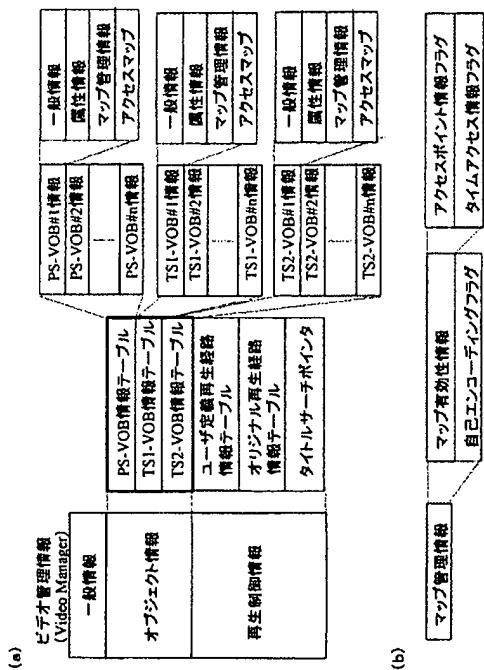 (a)
ビデオ管理情報
(Video Manager)
一般情報
オブジェクト情報
再生制御情報
PS-VOB情報テーブル
TS1-VOB情報テーブル
TS2-VOB情報テーブル
ユーザ定義再生経路
情報テーブル
オリジナル再生経路
情報テーブル
タイトルサーチポインタ
PS-VOB#1情報
PS-VOB#2情報
PS-VOB#n情報
一般情報
属性情報
マップ管理情報
アクセスマップ
TS1-VOB#1情報
TS1-VOB#2情報
TS1-VOB#n情報
一般情報
属性情報
マップ管理情報
アクセスマップ
TS2-VOB#1情報
TS2-VOB#2情報
TS2-VOB#n情報
一般情報
属性情報
マップ管理情報
アクセスマップ
(b)
マップ管理情報
マップ有効性情報
自己エンコーディングフラグ
アクセスポイント情報フラグ
タイムアクセス情報フラグ